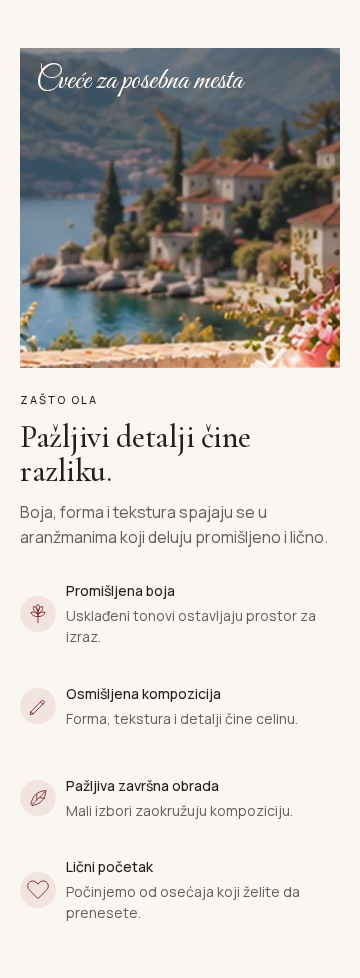 Cveće za posebna mesta
ZAŠTO OLA
Pažljivi detalji čine
razliku.
Boja, forma i tekstura spajaju se u
aranžmanima koji deluju promišljeno i lično.
Promišljena boja
Usklađeni tonovi ostavljaju prostor za
izraz.
Osmišljena kompozicija
Forma, tekstura i detalji čine celinu.
Pažljiva završna obrada
Mali izbori zaokružuju kompoziciju.
Lični početak
Počinjemo od osećaja koji želite da
prenesete.